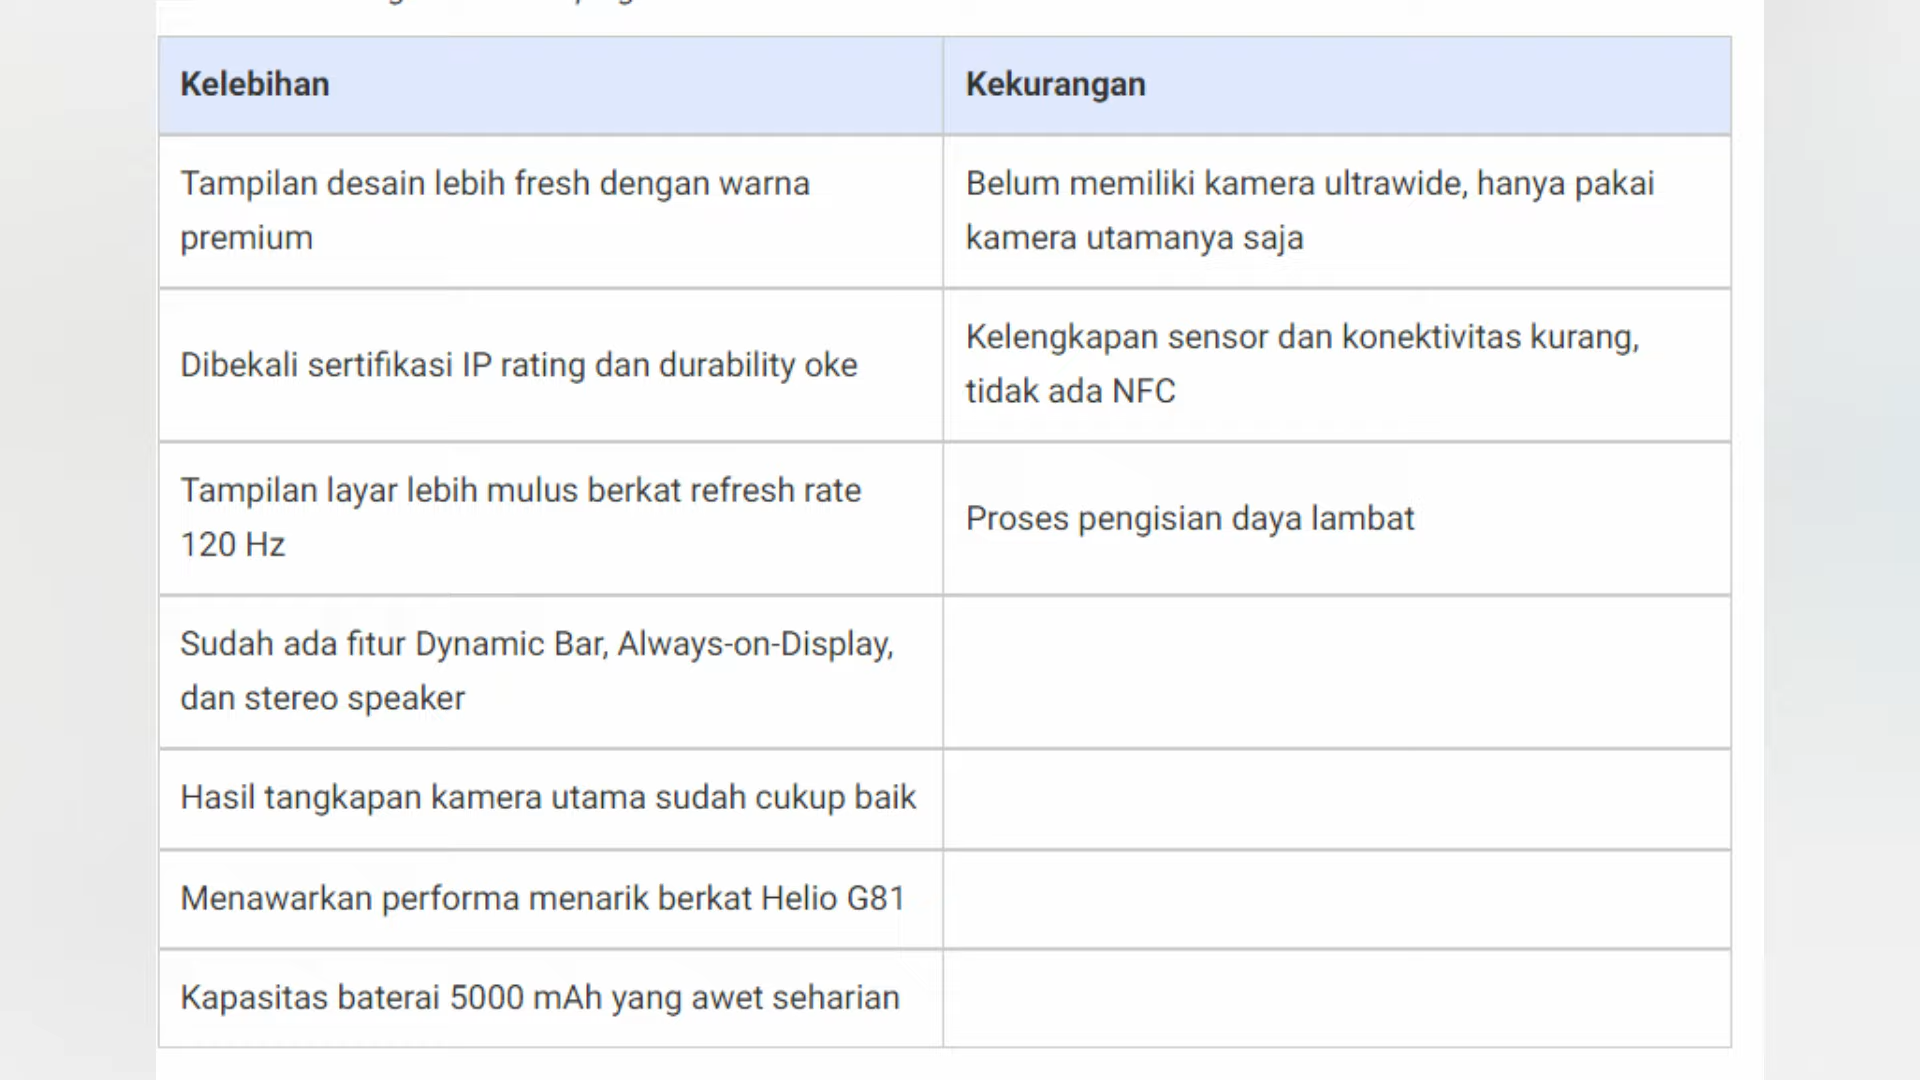 Kelebihan
Kekurangan
Tampilan desain lebih fresh dengan warna
premium
Belum memiliki kamera ultrawide, hanya pakai
kamera utamanya saja
Dibekali sertifikasi IP rating dan durability oke
Kelengkapan sensor dan konektivitas kurang,
tidak ada NFC
Tampilan layar lebih mulus berkat refresh rate
120 Hz
Proses pengisian daya lambat
Sudah ada fitur Dynamic Bar, Always-on-Display,
dan stereo speaker
Hasil tangkapan kamera utama sudah cukup baik
Menawarkan performa menarik berkat Helio G81
Kapasitas baterai 5000 mAh yang awet seharian